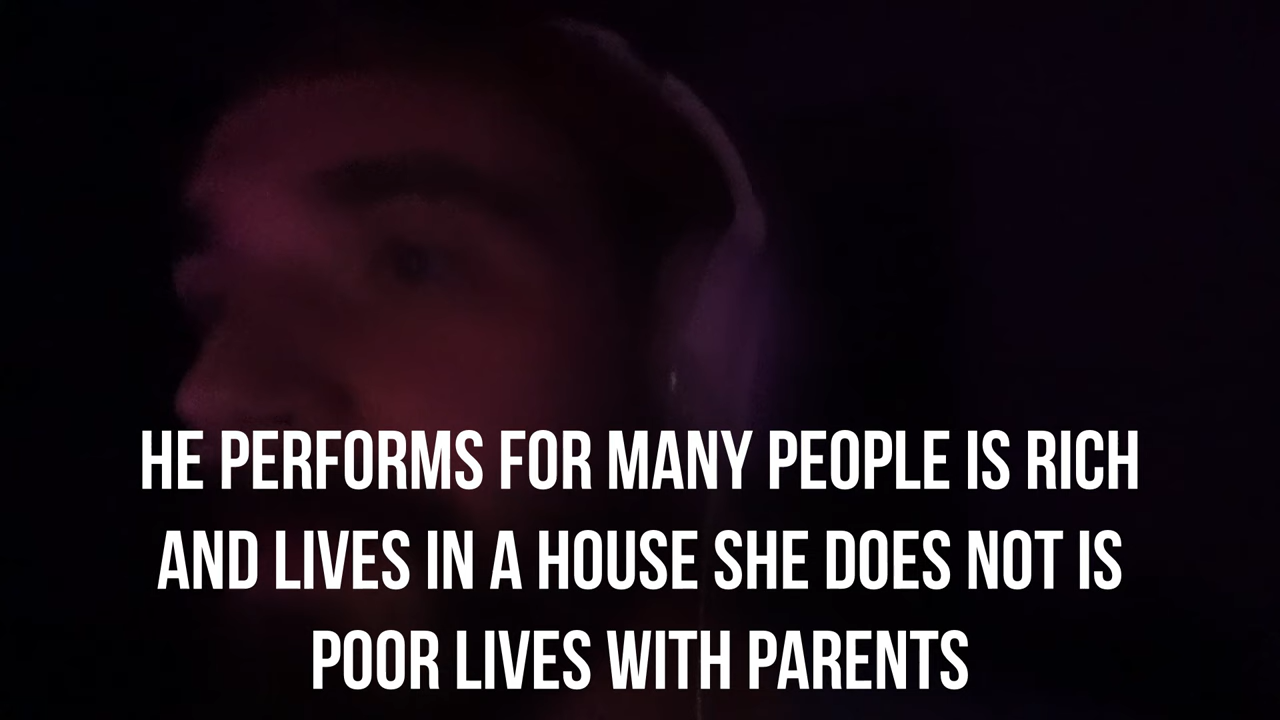 HE PERFORMS FOR MANY PEOPLE IS RICH
AND LIVES IN A HOUSE SHE DOES NOT IS
POOR LIVES WITH PARENTS